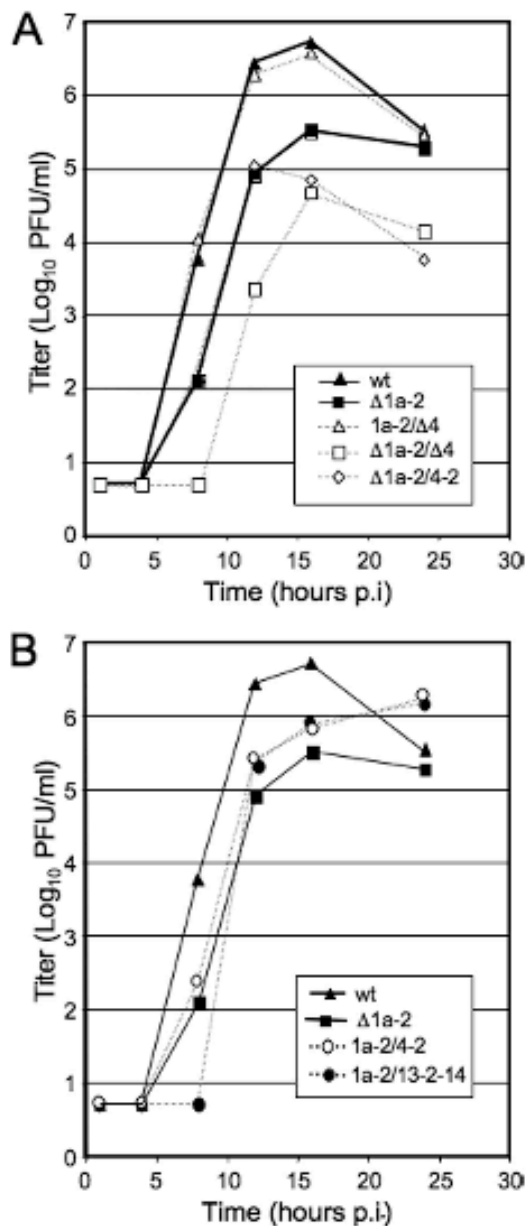 A
7
6
5
4
3
2
1
0
Titer (Log10 PFU/ml)
wt
Δ1a-2
1a-2/Δ4
Δ1a-2/Δ4
Δ1a-2/4-2
0 5 10 15 20 25 30
Time (hours p.i)
B
7
6
5
4
3
2
1
0
Titer (Log10 PFU/ml)
wt
Δ1a-2
1a-2/4-2
1a-2/13-2-14
0 5 10 15 20 25 30
Time (hours p.i.)